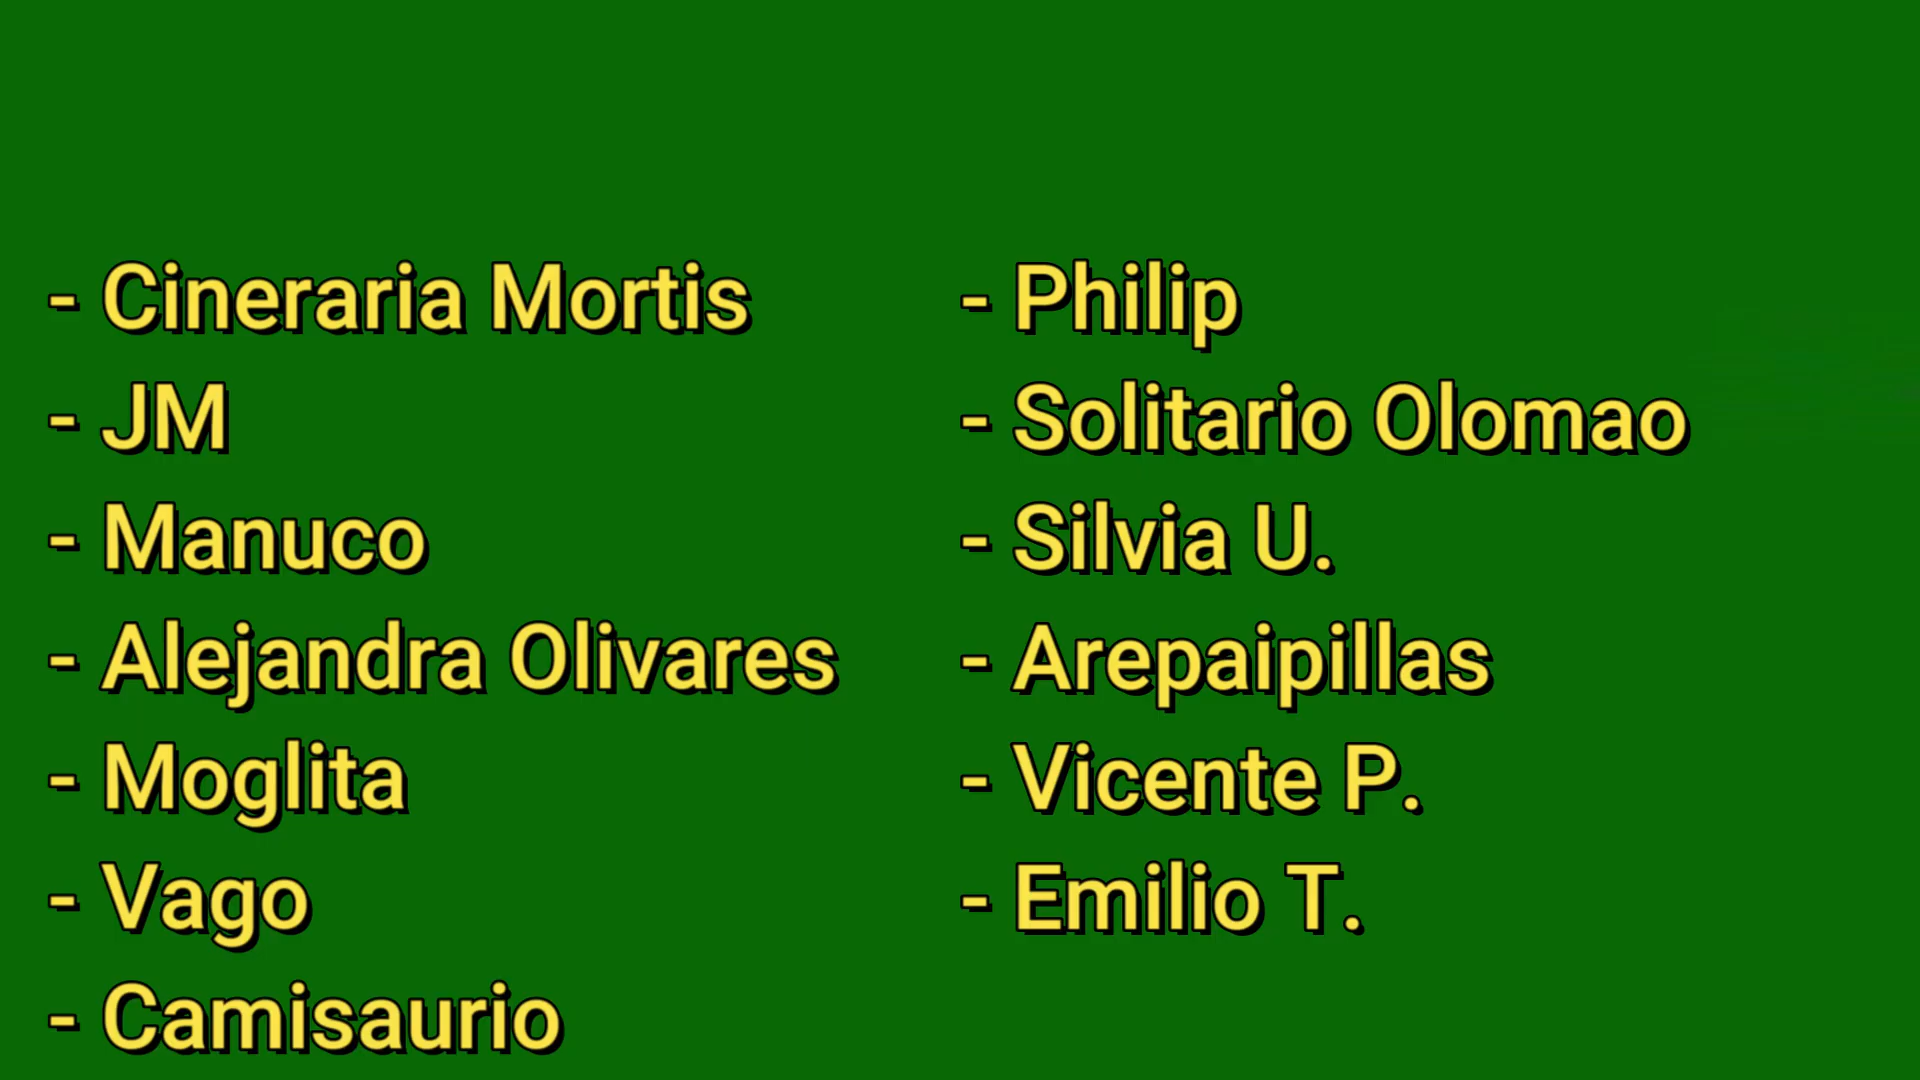 - Cineraria Mortis
- JM
- Manuco
- Alejandra Olivares
- Moglita
- Vago
- Camisaurio
- Philip
- Solitario Olomao
- Silvia U.
- Arepaipillas
- Vicente P.
- Emilio T.